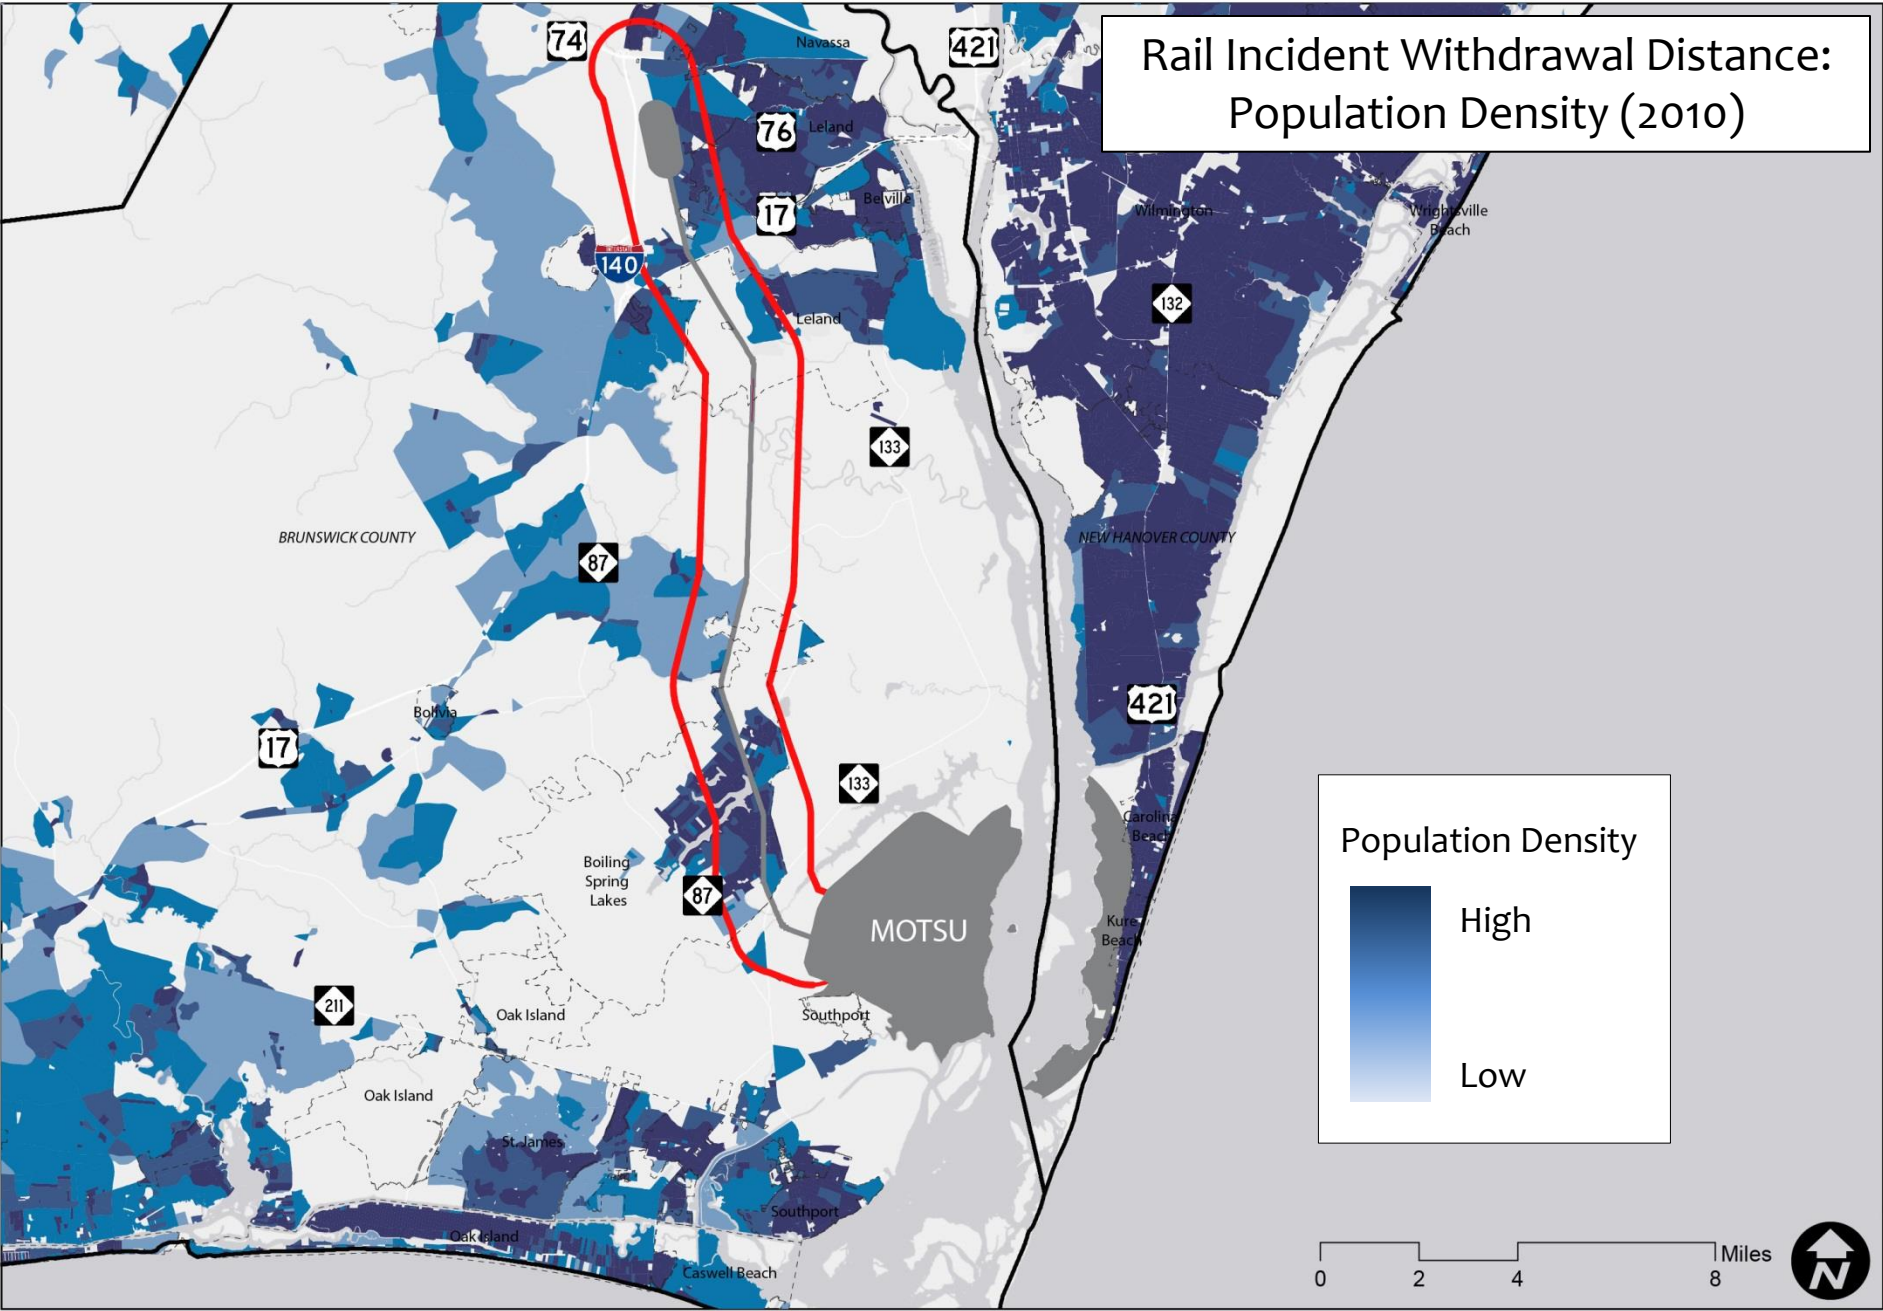 Rail Incident Withdrawal Distance:
Population Density (2010)
74
Navassa
421
76
Leland
17
Belville
Wilmington
Wrightsville
Beach
INTERSTATE
140
132
Leland
133
BRUNSWICK COUNTY
NEW HANOVER COUNTY
87
Bolivia
17
421
133
Carolina
Beach
Boiling
Spring
Lakes
87
MOTSU
Kure
Beach
211
Oak Island
Southport
Oak Island
St. James
Southport
Oak Island
Caswell Beach
Population Density
High
Low
Miles
0 2 4 8
N